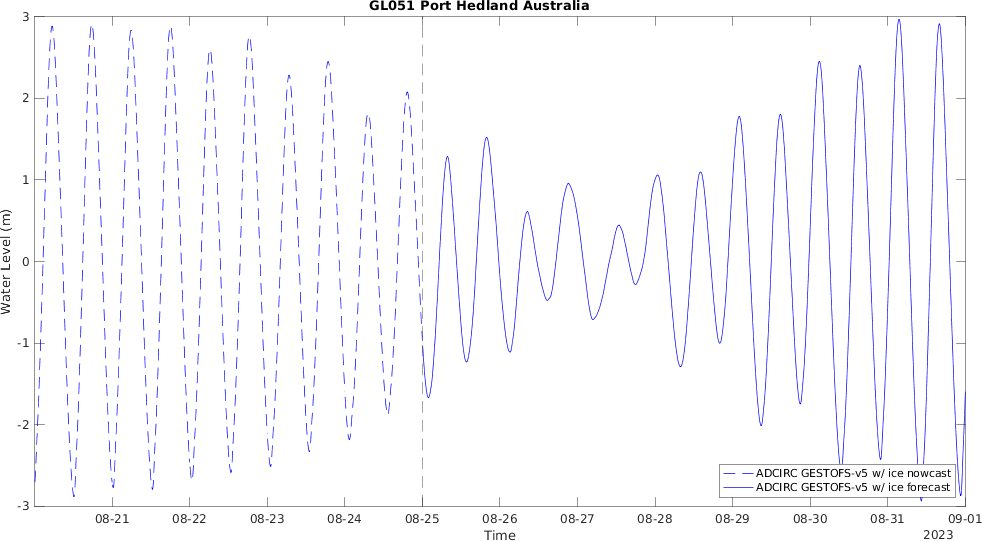 GL051 Port Hedland Australia
3
2
1
0
-1
-2
-3
Water Level (m)
ADCIRC GESTOFS-v5 w/ ice nowcast
ADCIRC GESTOFS-v5 w/ ice forecast
08-21 08-22 08-23 08-24 08-25 08-26 08-27 08-28 08-29 08-30 08-31 09-01
Time
2023